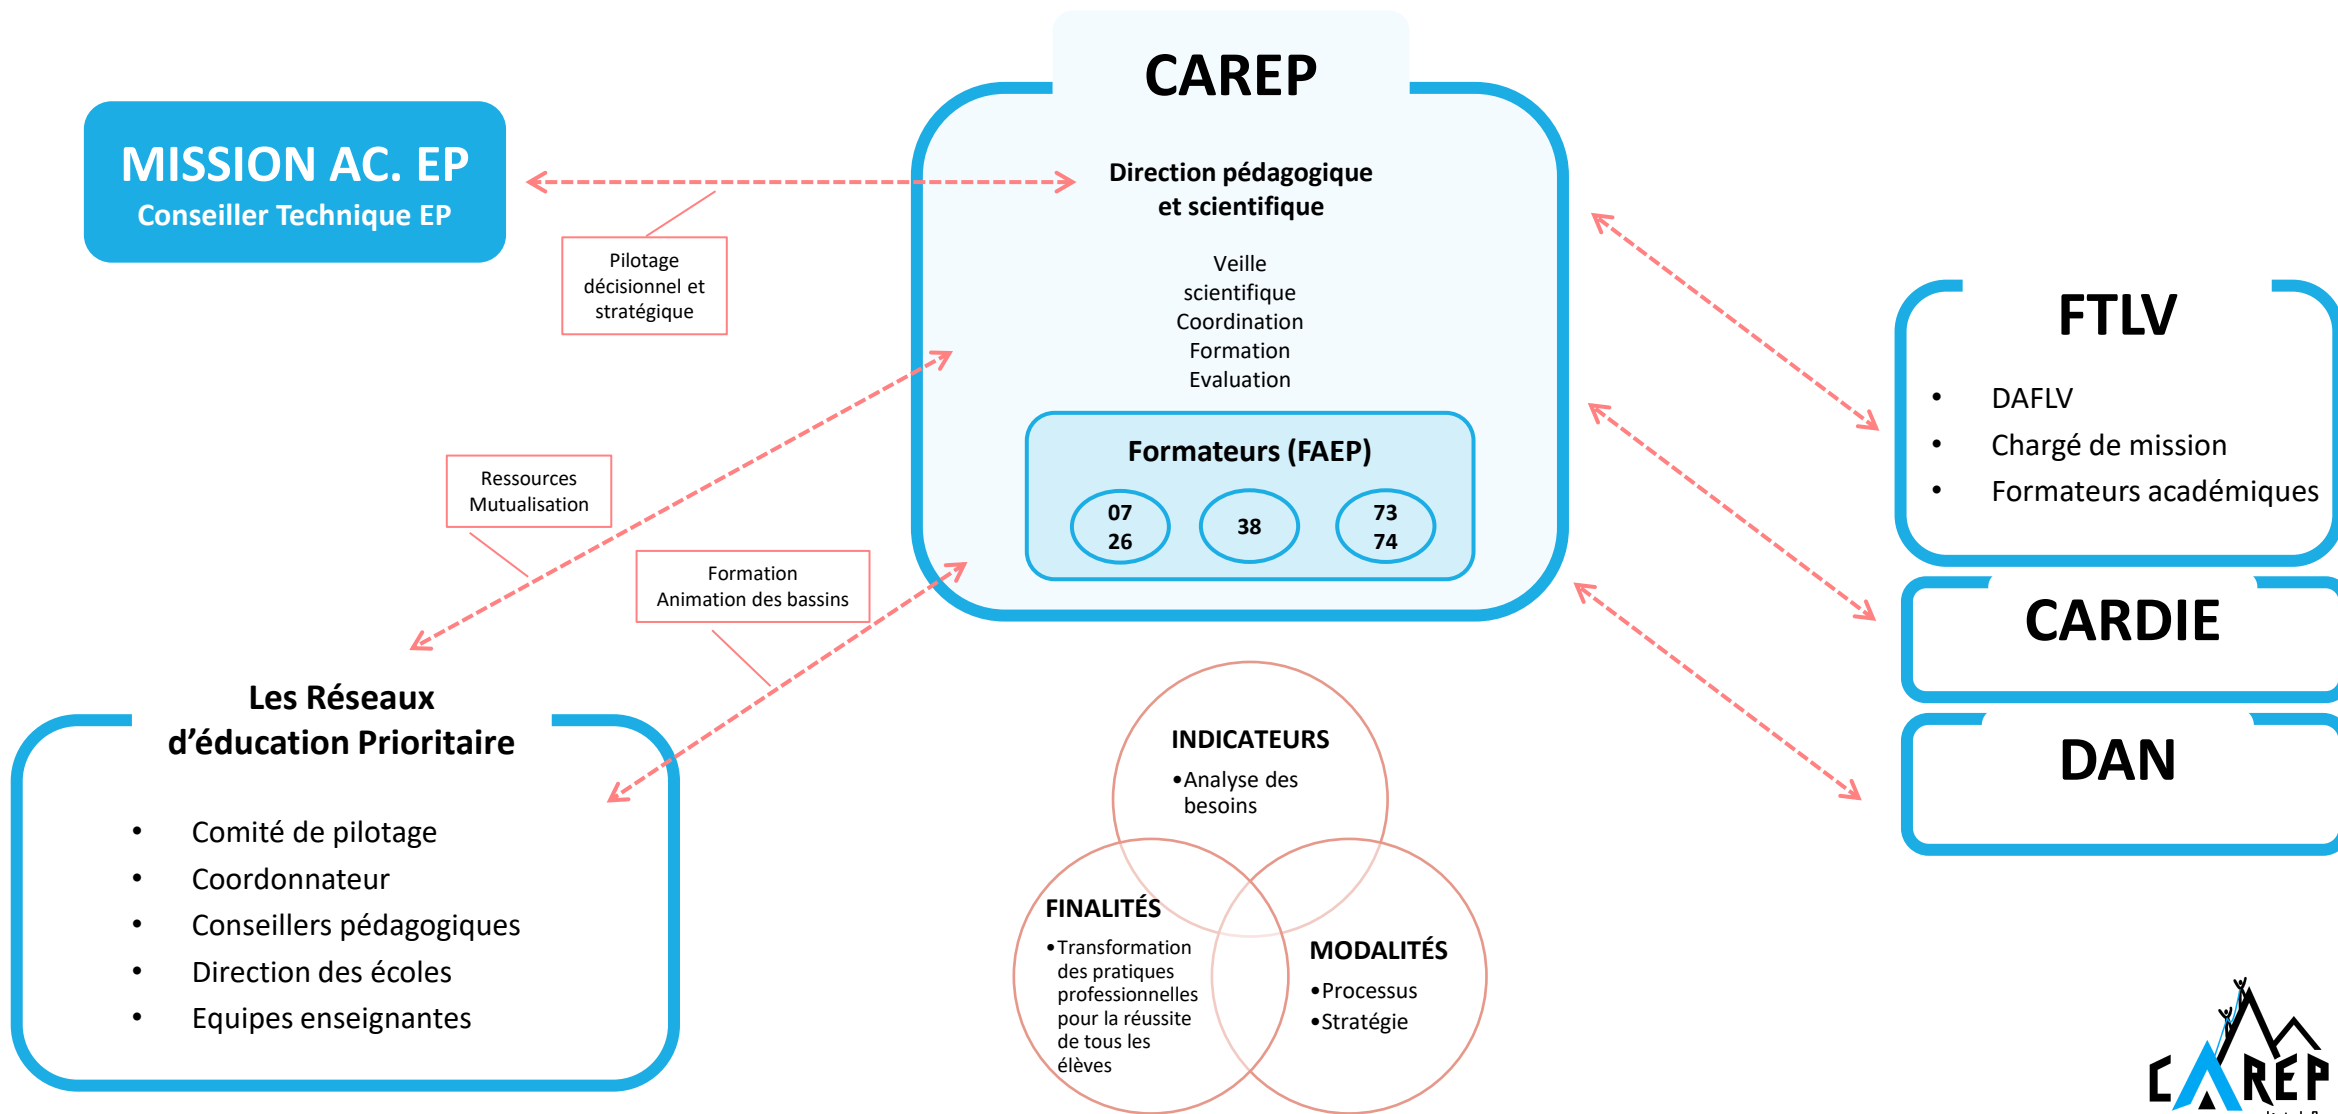 CAREP
MISSION AC. EP
Conseiller Technique EP
Direction pédagogique
et scientifique
Pilotage
décisionnel et
stratégique
Veille
scientifique
Coordination
Formation
Evaluation
FTLV
• DAFLV
• Chargé de mission
• Formateurs académiques
Formateurs (FAEP)
07
26
38
73
74
Ressources
Mutualisation
Formation
Animation des bassins
CARDIE
DAN
Les Réseaux
d’éducation Prioritaire
• Comité de pilotage
• Coordonnateur
• Conseillers pédagogiques
• Direction des écoles
• Equipes enseignantes
INDICATEURS
•Analyse des
besoins
FINALITÉS
•Transformation
des pratiques
professionnelles
pour la réussite
de tous les
élèves
MODALITÉS
•Processus
•Stratégie
CAREP